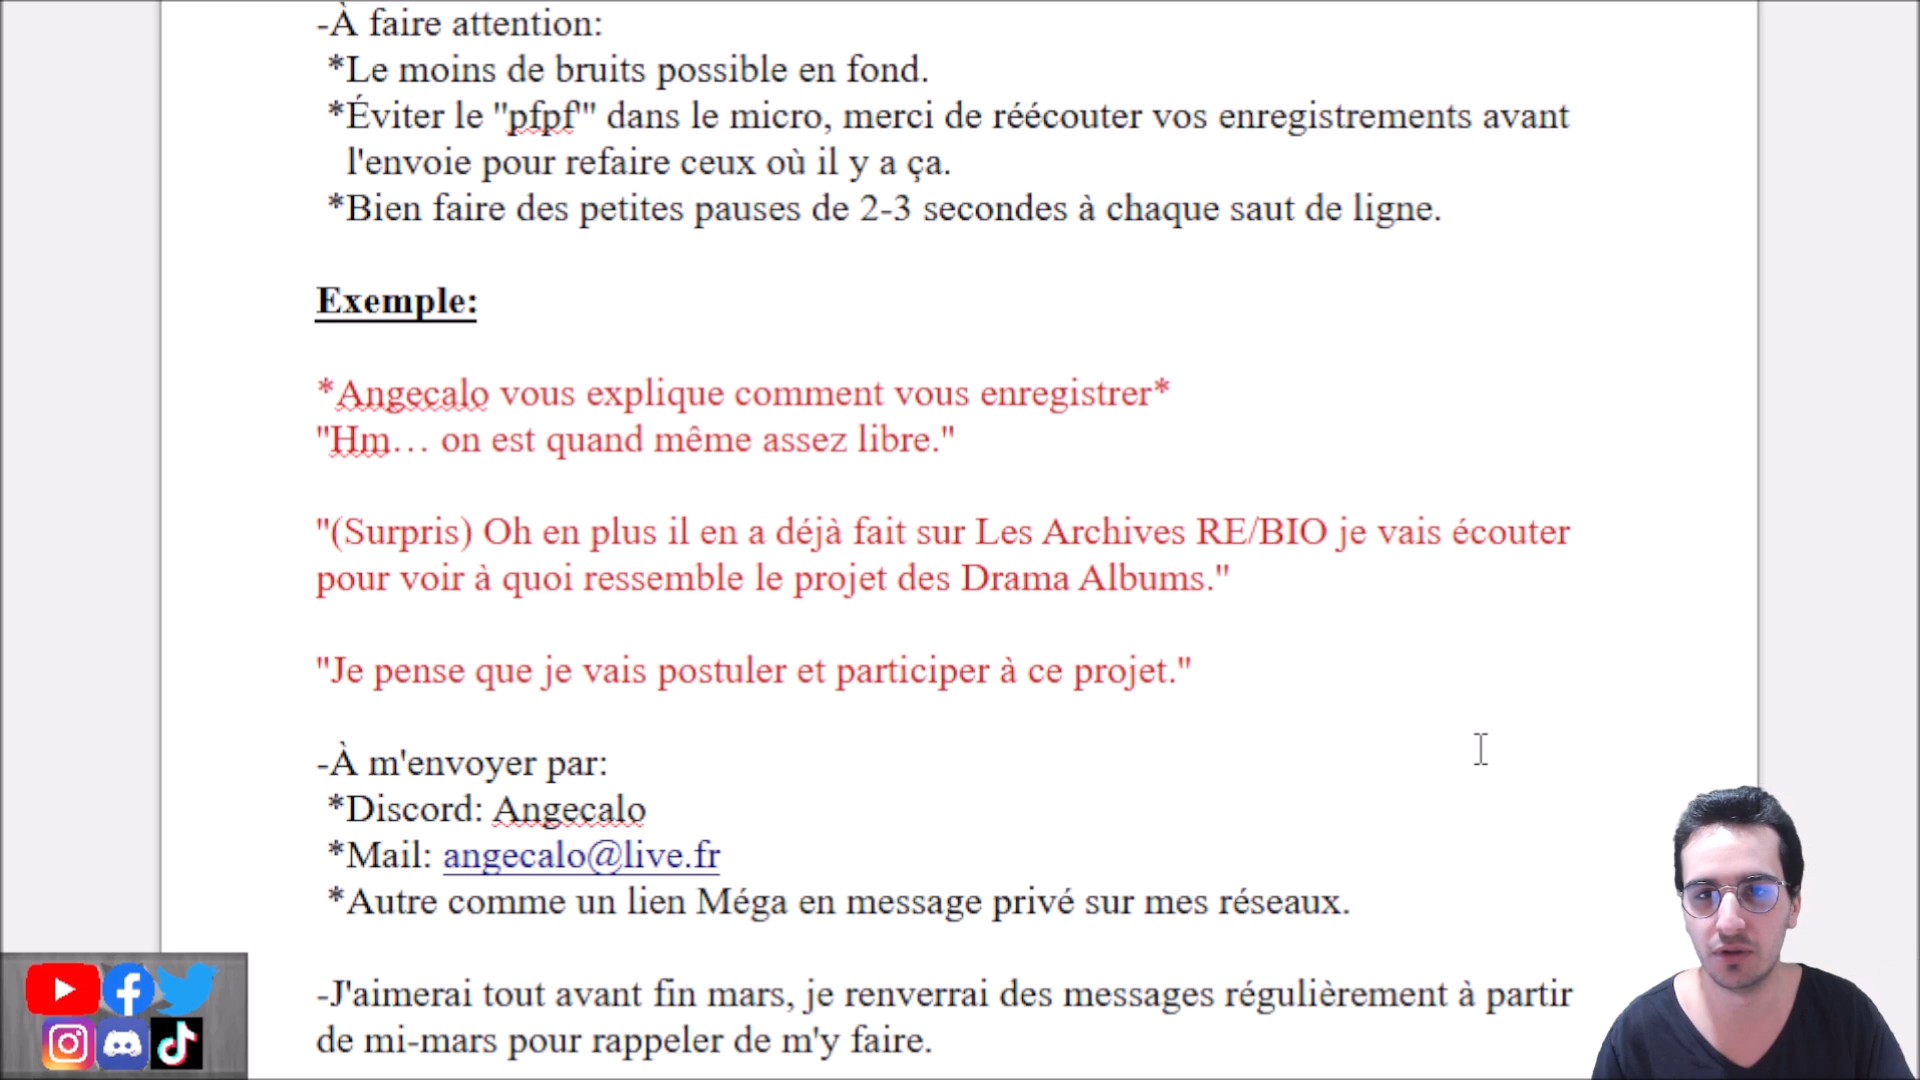 -À faire attention:
*Le moins de bruits possible en fond.
*Éviter le "pfpf" dans le micro, merci de réécouter vos enregistrements avant
l'envoie pour refaire ceux où il y a ça.
*Bien faire des petites pauses de 2-3 secondes à chaque saut de ligne.
Exemple:
*Angecalo vous explique comment vous enregistrer*
"Hm… on est quand même assez libre."
"(Surpris) Oh en plus il en a déjà fait sur Les Archives RE/BIO je vais écouter
pour voir à quoi ressemble le projet des Drama Albums."
"Je pense que je vais postuler et participer à ce projet."
-À m'envoyer par:
*Discord: Angecalo
*Mail: angecalo@live.fr
*Autre comme un lien Méga en message privé sur mes réseaux.
-J'aimerai tout avant fin mars, je renverrai des messages régulièrement à partir
de mi-mars pour rappeler de m'y faire.